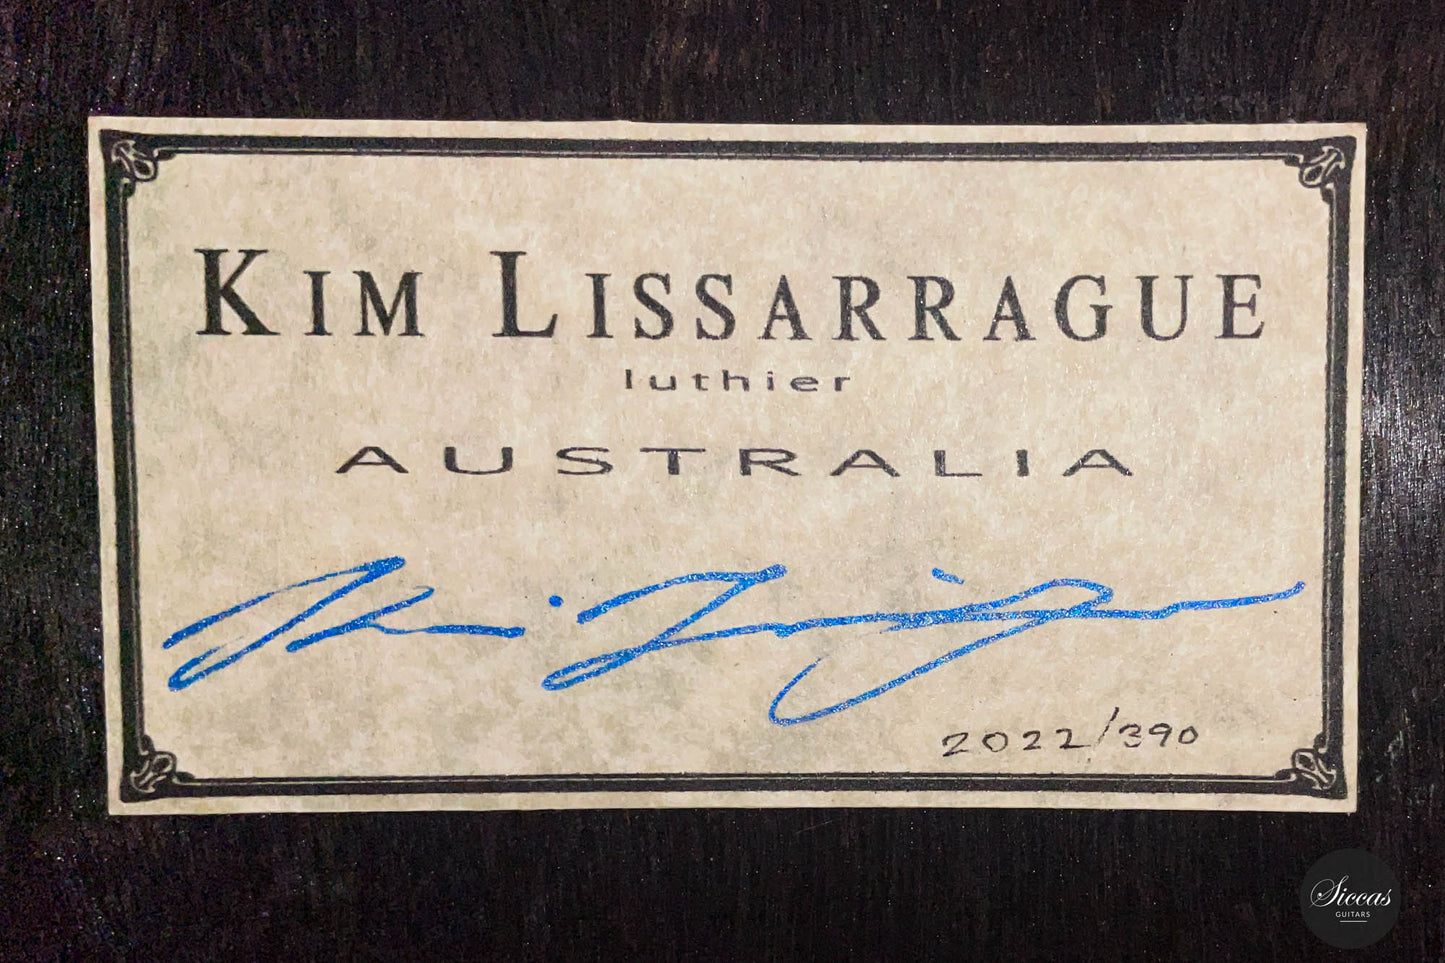 KIM LISSARRAGUE
luthier
AUSTRALIA
2022/390
Siccas
GUITARS